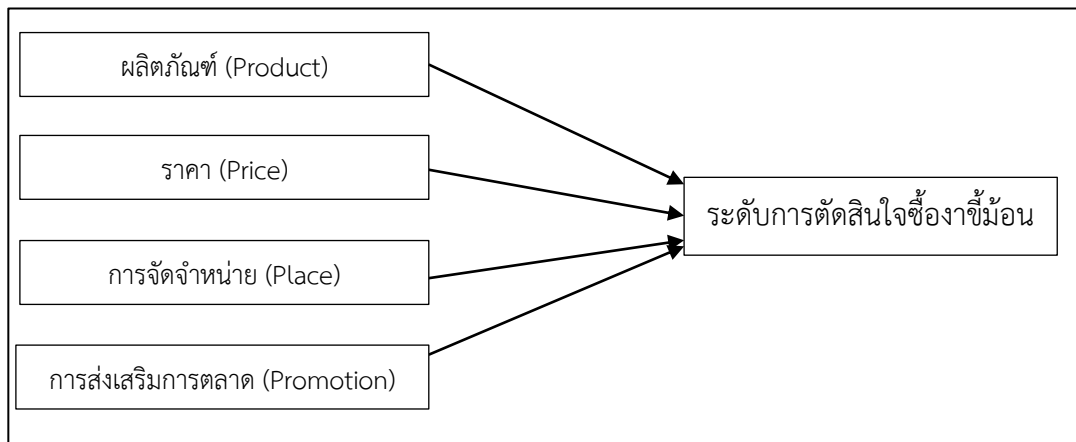 ผลิตภัณฑ์ (Product)
ราคา (Price)
การจัดจำหน่าย (Place)
การส่งเสริมการตลาด (Promotion)
ระดับการตัดสินใจซื้องาขี้ม้อน